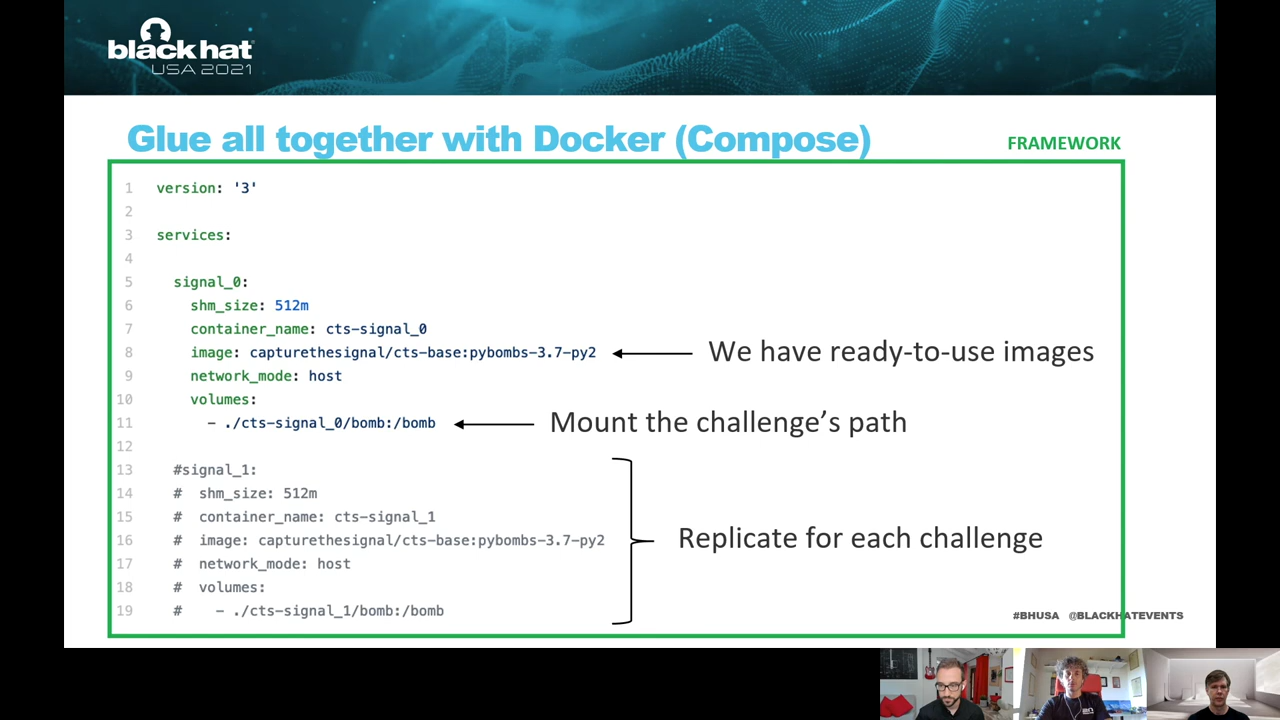 black hat
USA 2021
Glue all together with Docker (Compose)
FRAMEWORK
1 version: '3'
2
3 services:
4
5 signal_0:
6 shm_size: 512m
7 container_name: cts-signal_0
8 image: capturethesignal/cts-base:pybombs-3.7-py2
We have ready-to-use images
9 network_mode: host
10 volumes:
11 - ./cts-signal_0/bomb:/bomb
Mount the challenge’s path
12
13 #signal_1:
14 # shm_size: 512m
15 # container_name: cts-signal_1
16 # image: capturethesignal/cts-base:pybombs-3.7-py2
Replicate for each challenge
17 # network_mode: host
18 # volumes:
19 # - ./cts-signal_1/bomb:/bomb
#BHUSA @BLACKHATEVENTS